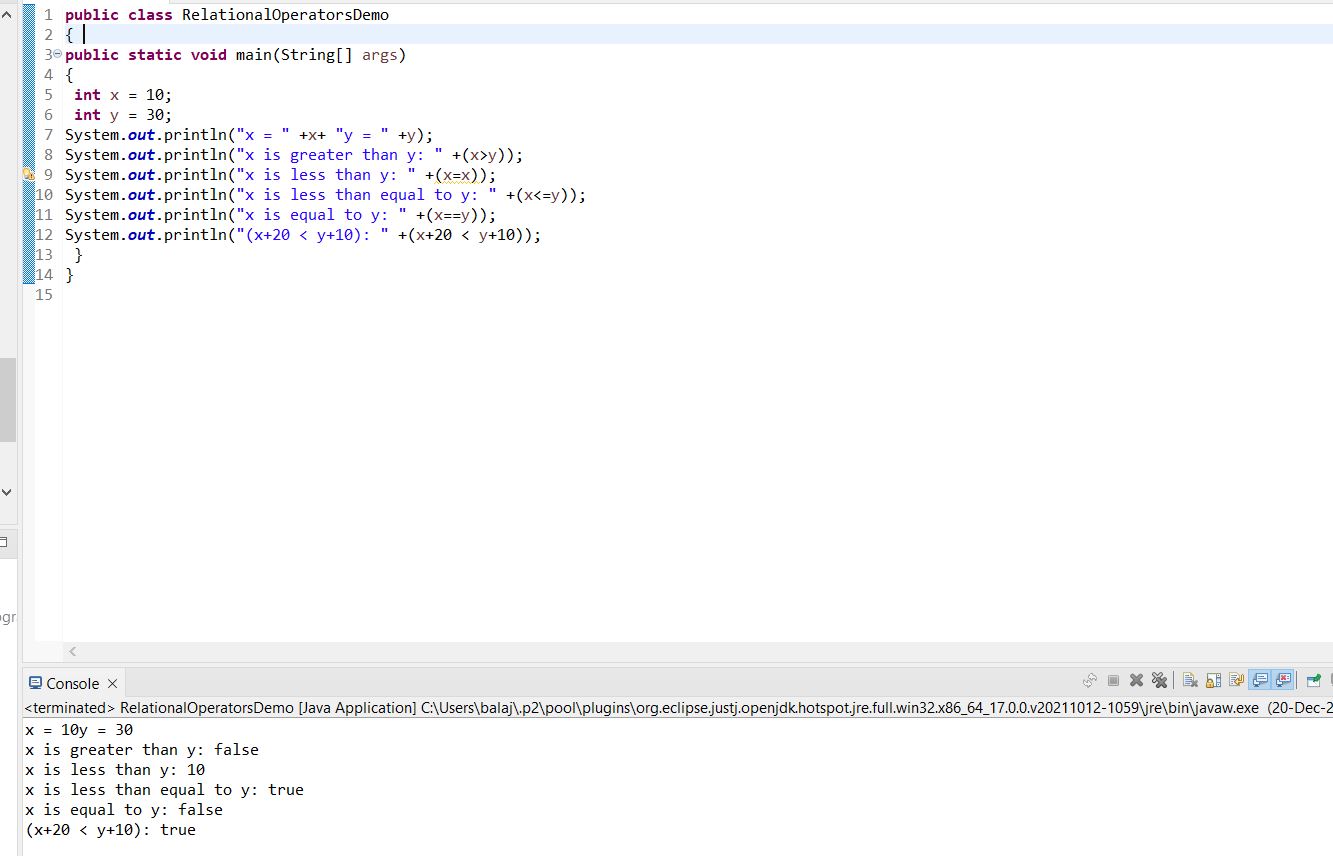 1 public class RelationalOperatorsDemo
2 {
3 public static void main(String[] args)
4 {
5 int x = 10;
6 int y = 30;
7 System.out.println("x = " +x+ "y = " +y);
8 System.out.println("x is greater than y: " +(x>y));
9 System.out.println("x is less than y: " +(x=x));
10 System.out.println("x is less than equal to y: " +(x<=y));
11 System.out.println("x is equal to y: " +(x==y));
12 System.out.println("(x+20 < y+10): " +(x+20 < y+10));
13 }
14 }
15
ogr
Console
<terminated> RelationalOperatorsDemo [Java Application] C:\Users\balaj\.p2\pool\plugins\org.eclipse.justj.openjdk.hotspot.jre.full.win32.x86_64_17.0.0.v20211012-1059\jre\bin\javaw.exe (20-Dec-2
x = 10y = 30
x is greater than y: false
x is less than y: 10
x is less than equal to y: true
x is equal to y: false
(x+20 < y+10): true